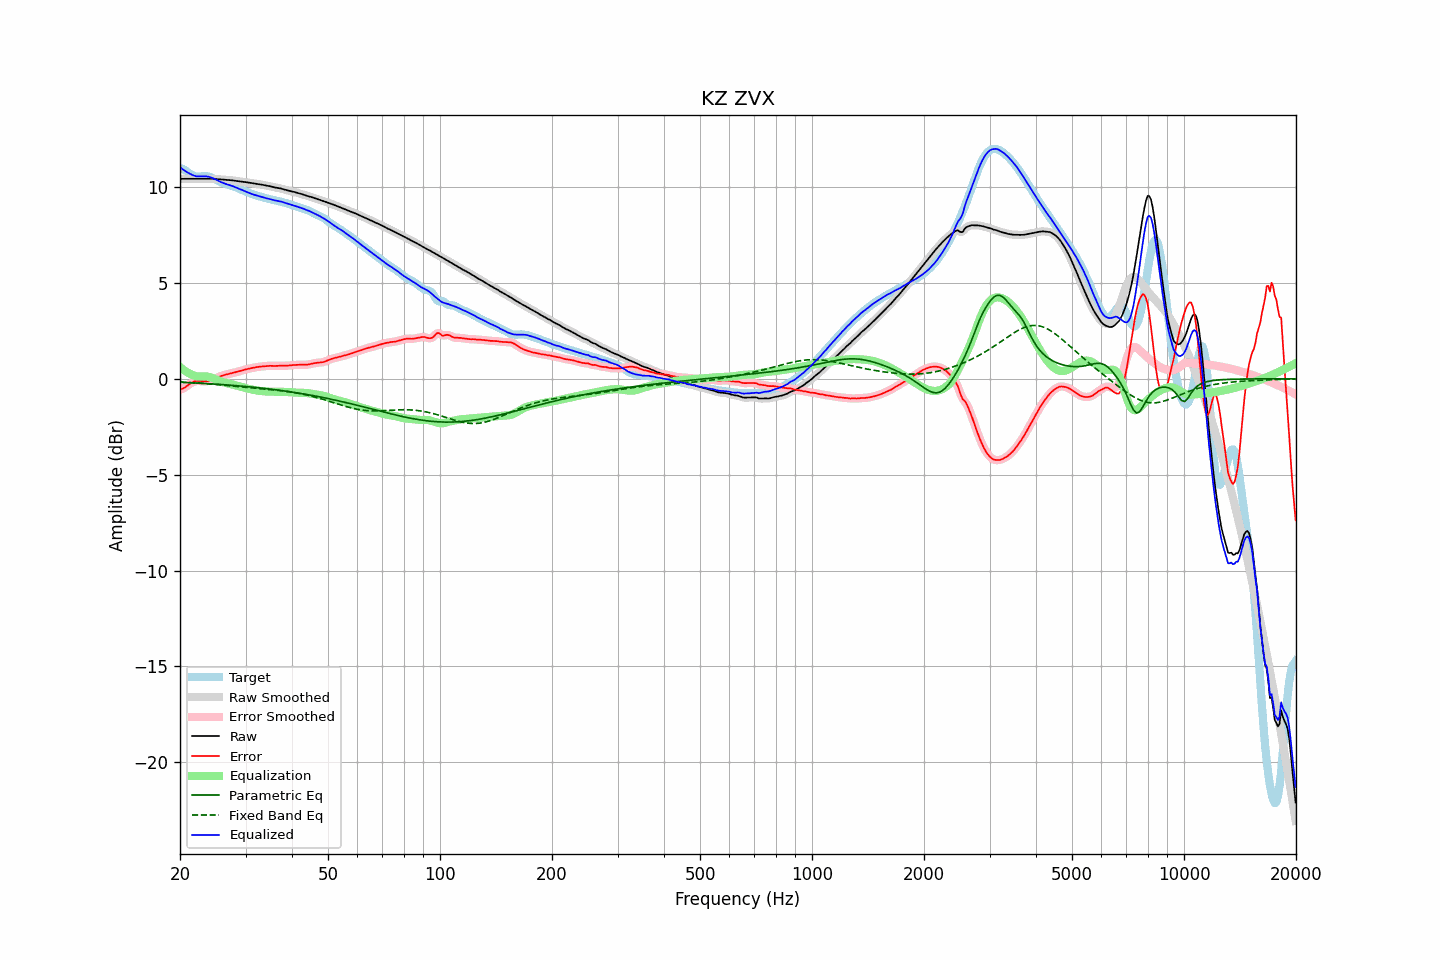 KZ ZVX
Amplitude (dBr)
10
5
0
−5
−10
−15
−20
Target
Raw Smoothed
Error Smoothed
Raw
Error
Equalization
Parametric Eq
Fixed Band Eq
Equalized
20 50 100 200 500 1000 2000 5000 10000 20000
Frequency (Hz)